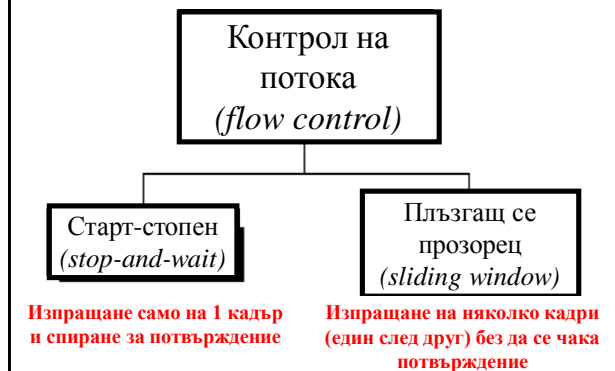 Контрол на
потока
(flow control)
Старт-стопен
(stop-and-wait)
Плъзгащ се
прозорец
(sliding window)
Изпращане само на 1 кадър
и спиране за потвърждение
Изпращане на няколко кадри
(един след друг) без да се чака
потвърждение